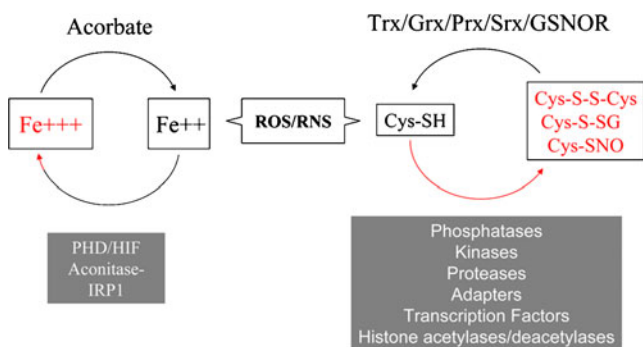 Acorbate
Trx/Grx/Prx/Srx/GSNOR
Fe+++
Fe++
ROS/RNS
Cys-SH
Cys-S-S-Cys
Cys-S-SG
Cys-SNO
PHD/HIF
Aconitase-
IRP1
Phosphatases
Kinases
Proteases
Adapters
Transcription Factors
Histone acetylases/deacetylases